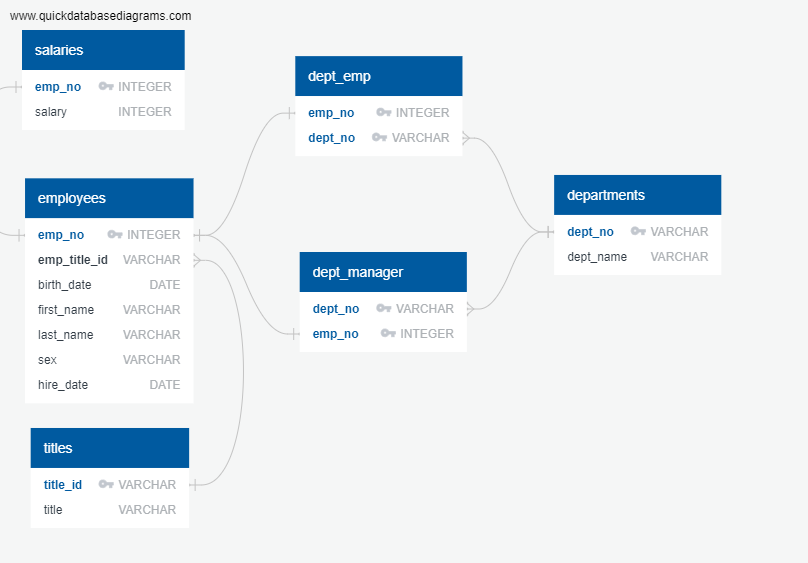 www.quickdatabasediagrams.com
salaries
emp_no INTEGER
salary INTEGER
employees
emp_no INTEGER
emp_title_id VARCHAR
birth_date DATE
first_name VARCHAR
last_name VARCHAR
sex VARCHAR
hire_date DATE
titles
title_id VARCHAR
title VARCHAR
dept_emp
emp_no INTEGER
dept_no VARCHAR
dept_manager
dept_no VARCHAR
emp_no INTEGER
departments
dept_no VARCHAR
dept_name VARCHAR